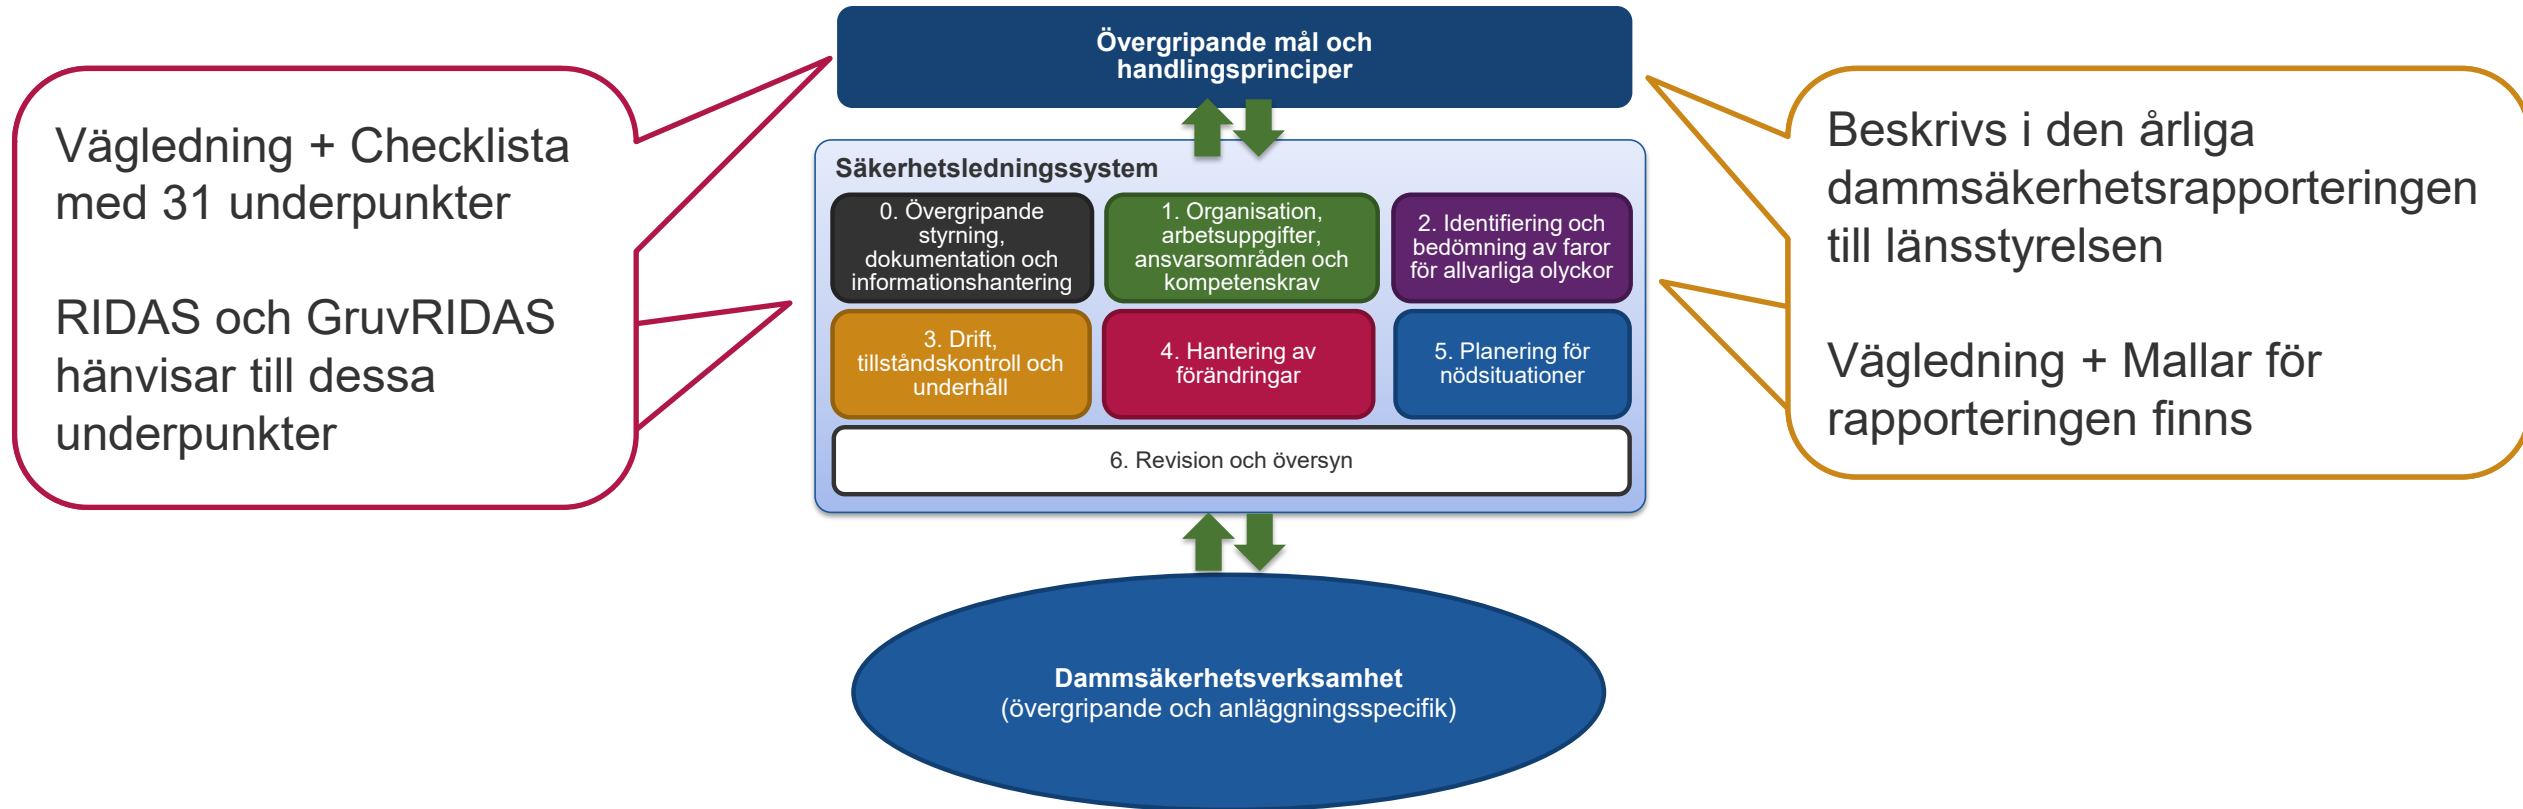 Övergripande mål och
handlingsprinciper
Vägledning + Checklista
med 31 underpunkter
RIDAS och GruvRIDAS
hänvisar till dessa
underpunkter
Säkerhetsledningssystem
0. Övergripande
styrning,
dokumentation och
informationshantering
1. Organisation,
arbetsuppgifter,
ansvarsområden och
kompetenskrav
2. Identifiering och
bedömning av faror
för allvarliga olyckor
3. Drift,
tillståndskontroll och
underhåll
4. Hantering av
förändringar
5. Planering för
nödsituationer
6. Revision och översyn
Beskrivs i den årliga
dammsäkerhetsrapporteringen
till länsstyrelsen
Vägledning + Mallar för
rapporteringen finns
Dammsäkerhetsverksamhet
(övergripande och anläggningsspecifik)